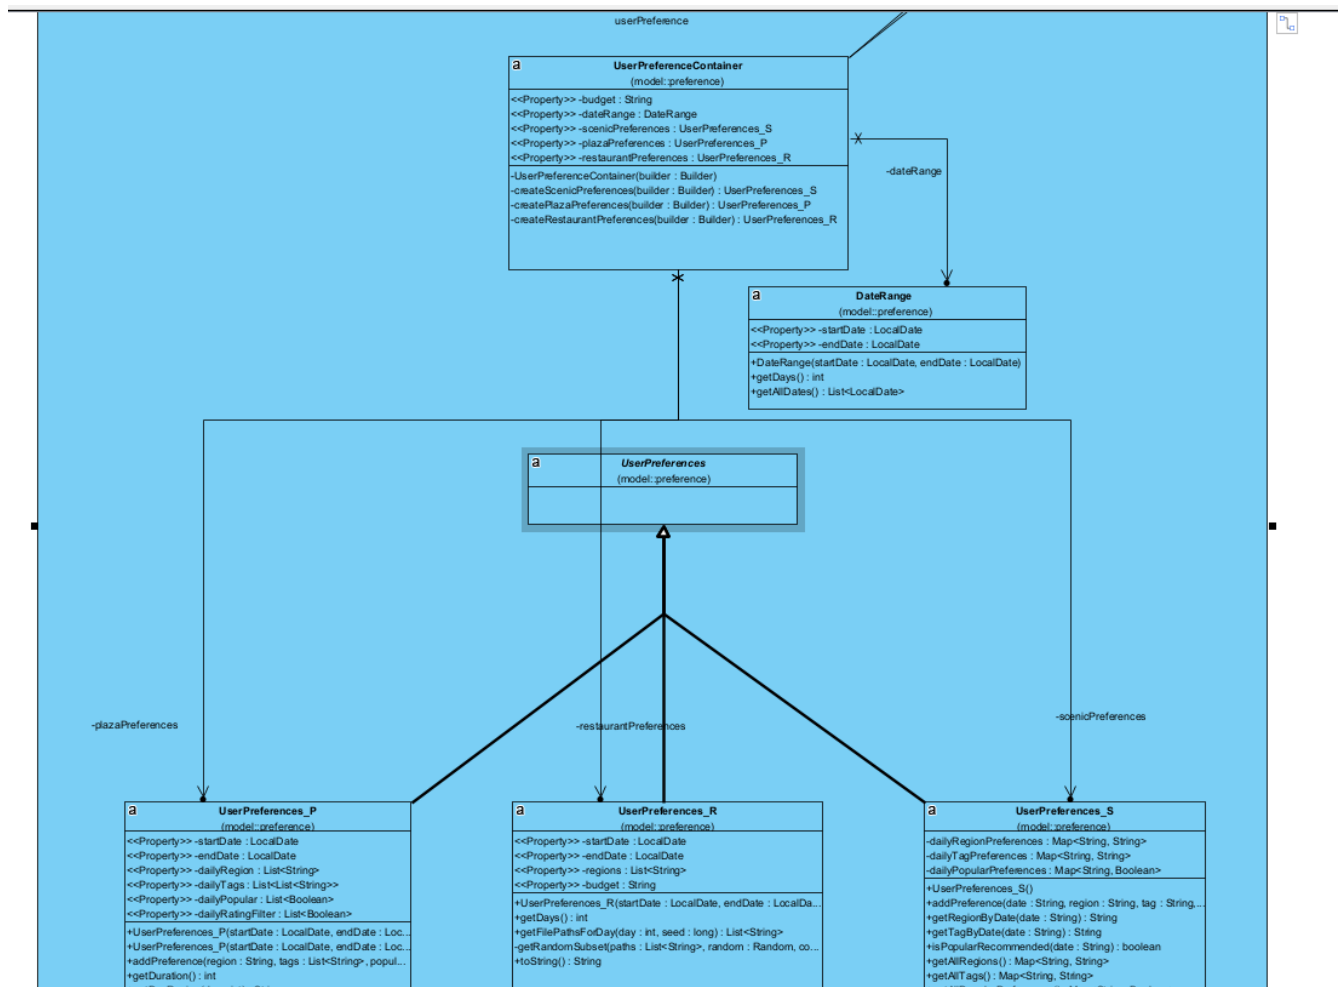 userPreference
a
UserPreferenceContainer
(model::preference)
<<Property>> -budget : String
<<Property>> -dateRange : DateRange
<<Property>> -scenicPreferences : UserPreferences_S
<<Property>> -plazaPreferences : UserPreferences_P
<<Property>> -restaurantPreferences : UserPreferences_R
-UserPreferenceContainer(builder : Builder)
-createScenicPreferences(builder : Builder) : UserPreferences_S
-createPlazaPreferences(builder : Builder) : UserPreferences_P
-createRestaurantPreferences(builder : Builder) : UserPreferences_R
-dateRange
a
DateRange
(model::preference)
<<Property>> -startDate : LocalDate
<<Property>> -endDate : LocalDate
+DateRange(startDate : LocalDate, endDate : LocalDate)
+getDays() : int
+getAllDates() : List<LocalDate>
a
UserPreferences
(model::preference)
-plazaPreferences
-restaurantPreferences
-scenicPreferences
a
UserPreferences_P
(model::preference)
<<Property>> -startDate : LocalDate
<<Property>> -endDate : LocalDate
<<Property>> -dailyRegion : List<String>
<<Property>> -dailyTags : List<List<String>>
<<Property>> -dailyPopular : List<Boolean>
<<Property>> -dailyRatingFilter : List<Boolean>
+UserPreferences_P(startDate : LocalDate, endDate : Loc...
+UserPreferences_P(startDate : LocalDate, endDate : Loc...
+addPreference(region : String, tags : List<String>, popul...
+getDuration() : int
a
UserPreferences_R
(model::preference)
<<Property>> -startDate : LocalDate
<<Property>> -endDate : LocalDate
<<Property>> -regions : List<String>
<<Property>> -budget : String
+UserPreferences_R(startDate : LocalDate, endDate : LocalDa...
+getDays() : int
+getFilePathsForDay(day : int, seed : long) : List<String>
-getRandomSubset(paths : List<String>, random : Random, co...
+toString() : String
a
UserPreferences_S
(model::preference)
-dailyRegionPreferences : Map<String, String>
-dailyTagPreferences : Map<String, String>
-dailyPopularPreferences : Map<String, Boolean>
+UserPreferences_S()
+addPreference(date : String, region : String, tag : String,...
+getRegionByDate(date : String) : String
+getTagByDate(date : String) : String
+isPopularRecommended(date : String) : boolean
+getAllRegions() : Map<String, String>
+getAllTags() : Map<String, String>